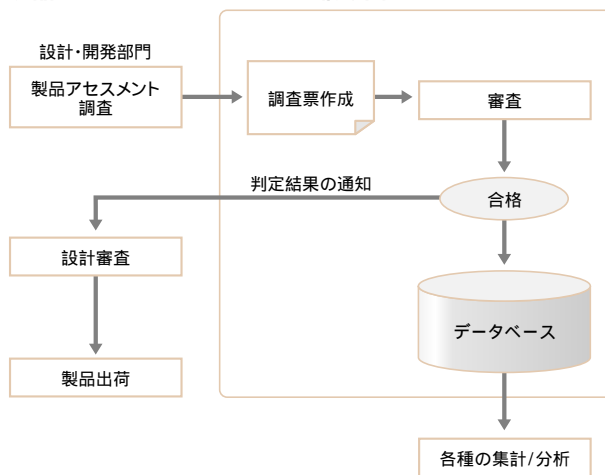 設計・開発部門
製品アセスメント
調査
調査票作成
審査
判定結果の通知
合格
設計審査
データベース
製品出荷
各種の集計/分析